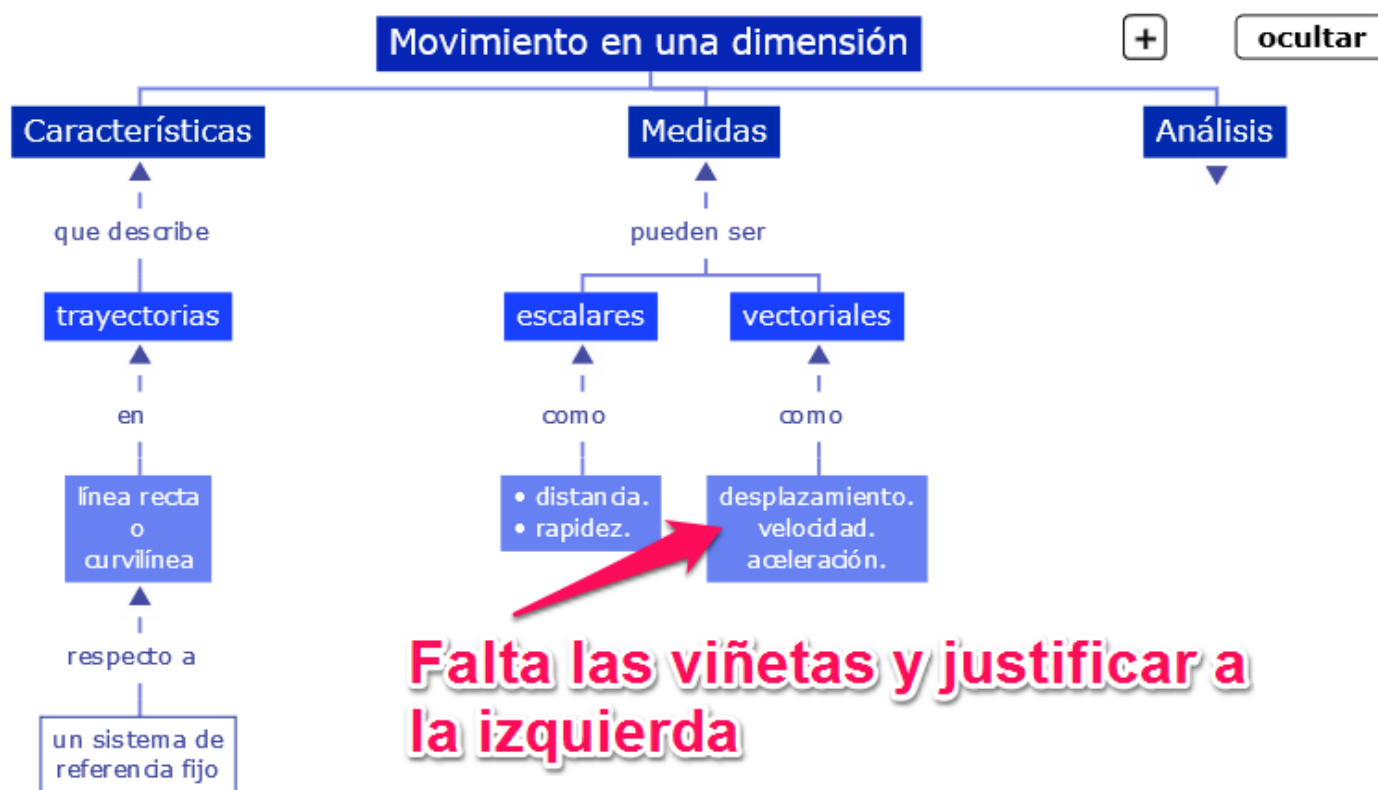 Movimiento en una dimensión
+
ocultar
Características
Medidas
Análisis
que describe
pueden ser
trayectorias
escalares
vectoriales
en
como
como
línea recta
o
curvilínea
• distancia.
• rapidez.
desplazamiento.
velocidad.
aceleración.
respecto a
un sistema de
referencia fijo
Falta las viñetas y justificar a
la izquierda